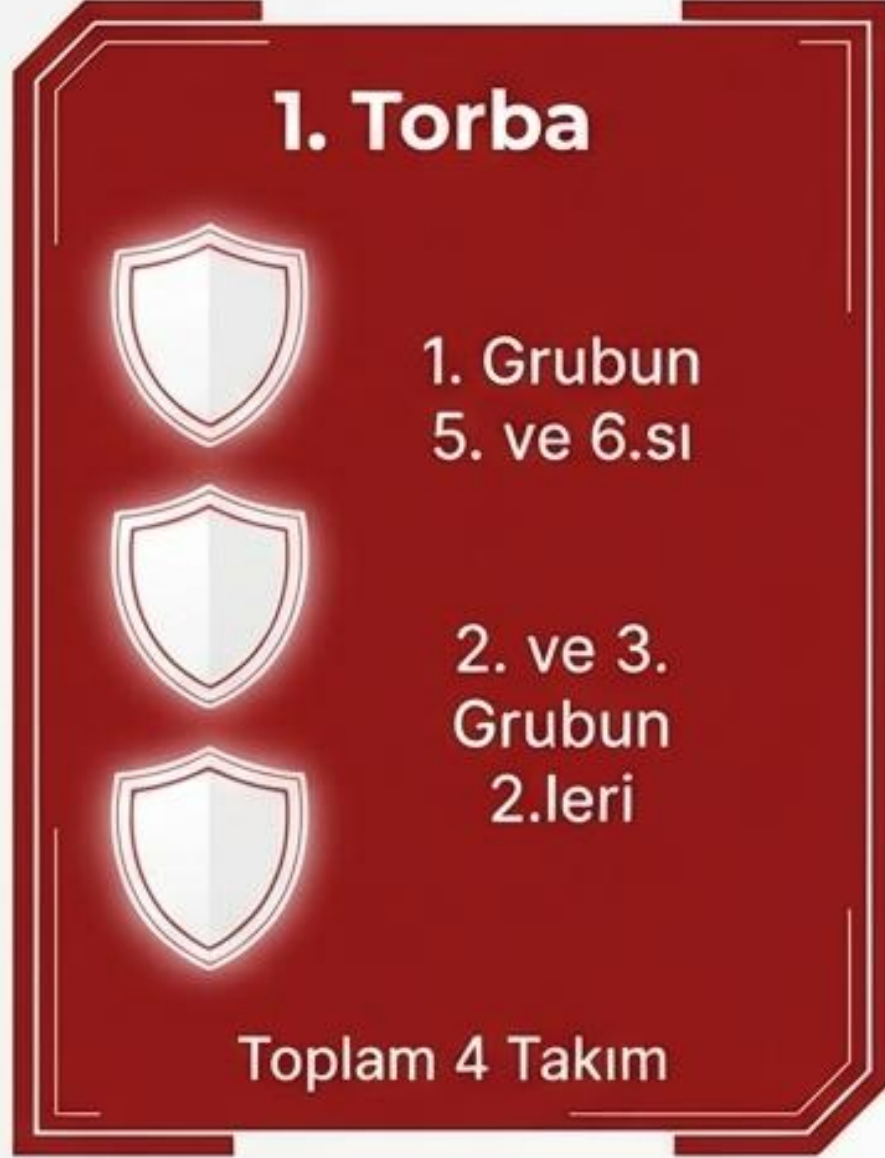 1. Torba
1. Grubun
5. ve 6.sı
2. ve 3.
Grubun
2.leri
Toplam 4 Takım